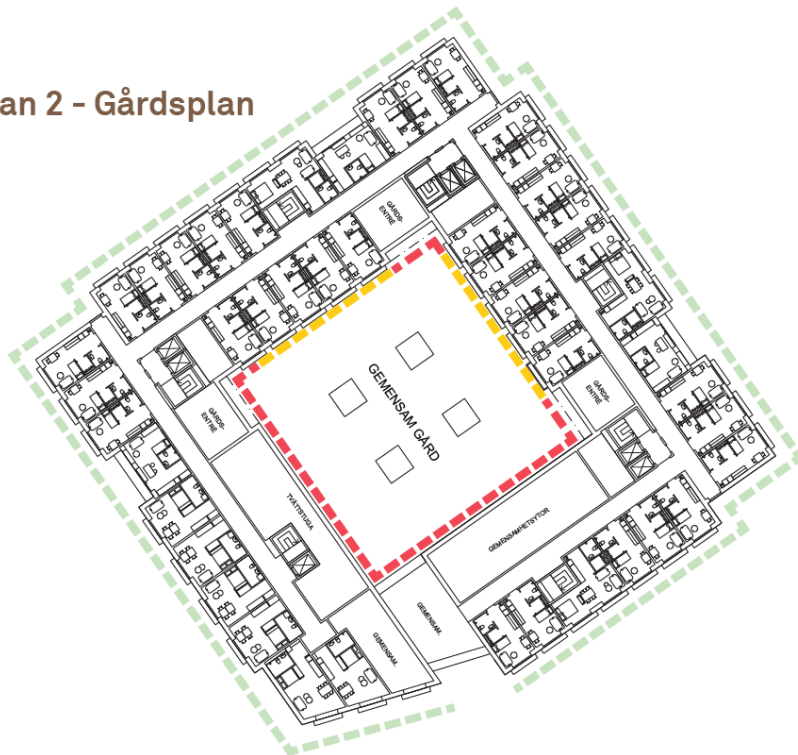 an 2 - Gårdsplan
GÅRDS-
ENTRÉ
GEMENSAM GÅRD
GÅRDS-
ENTRÉ
GÅRDS-
ENTRÉ
TVÄTTSTUGA
GEMENSAMHETSYTOR
GEMENSAM.
GEMENSAM.